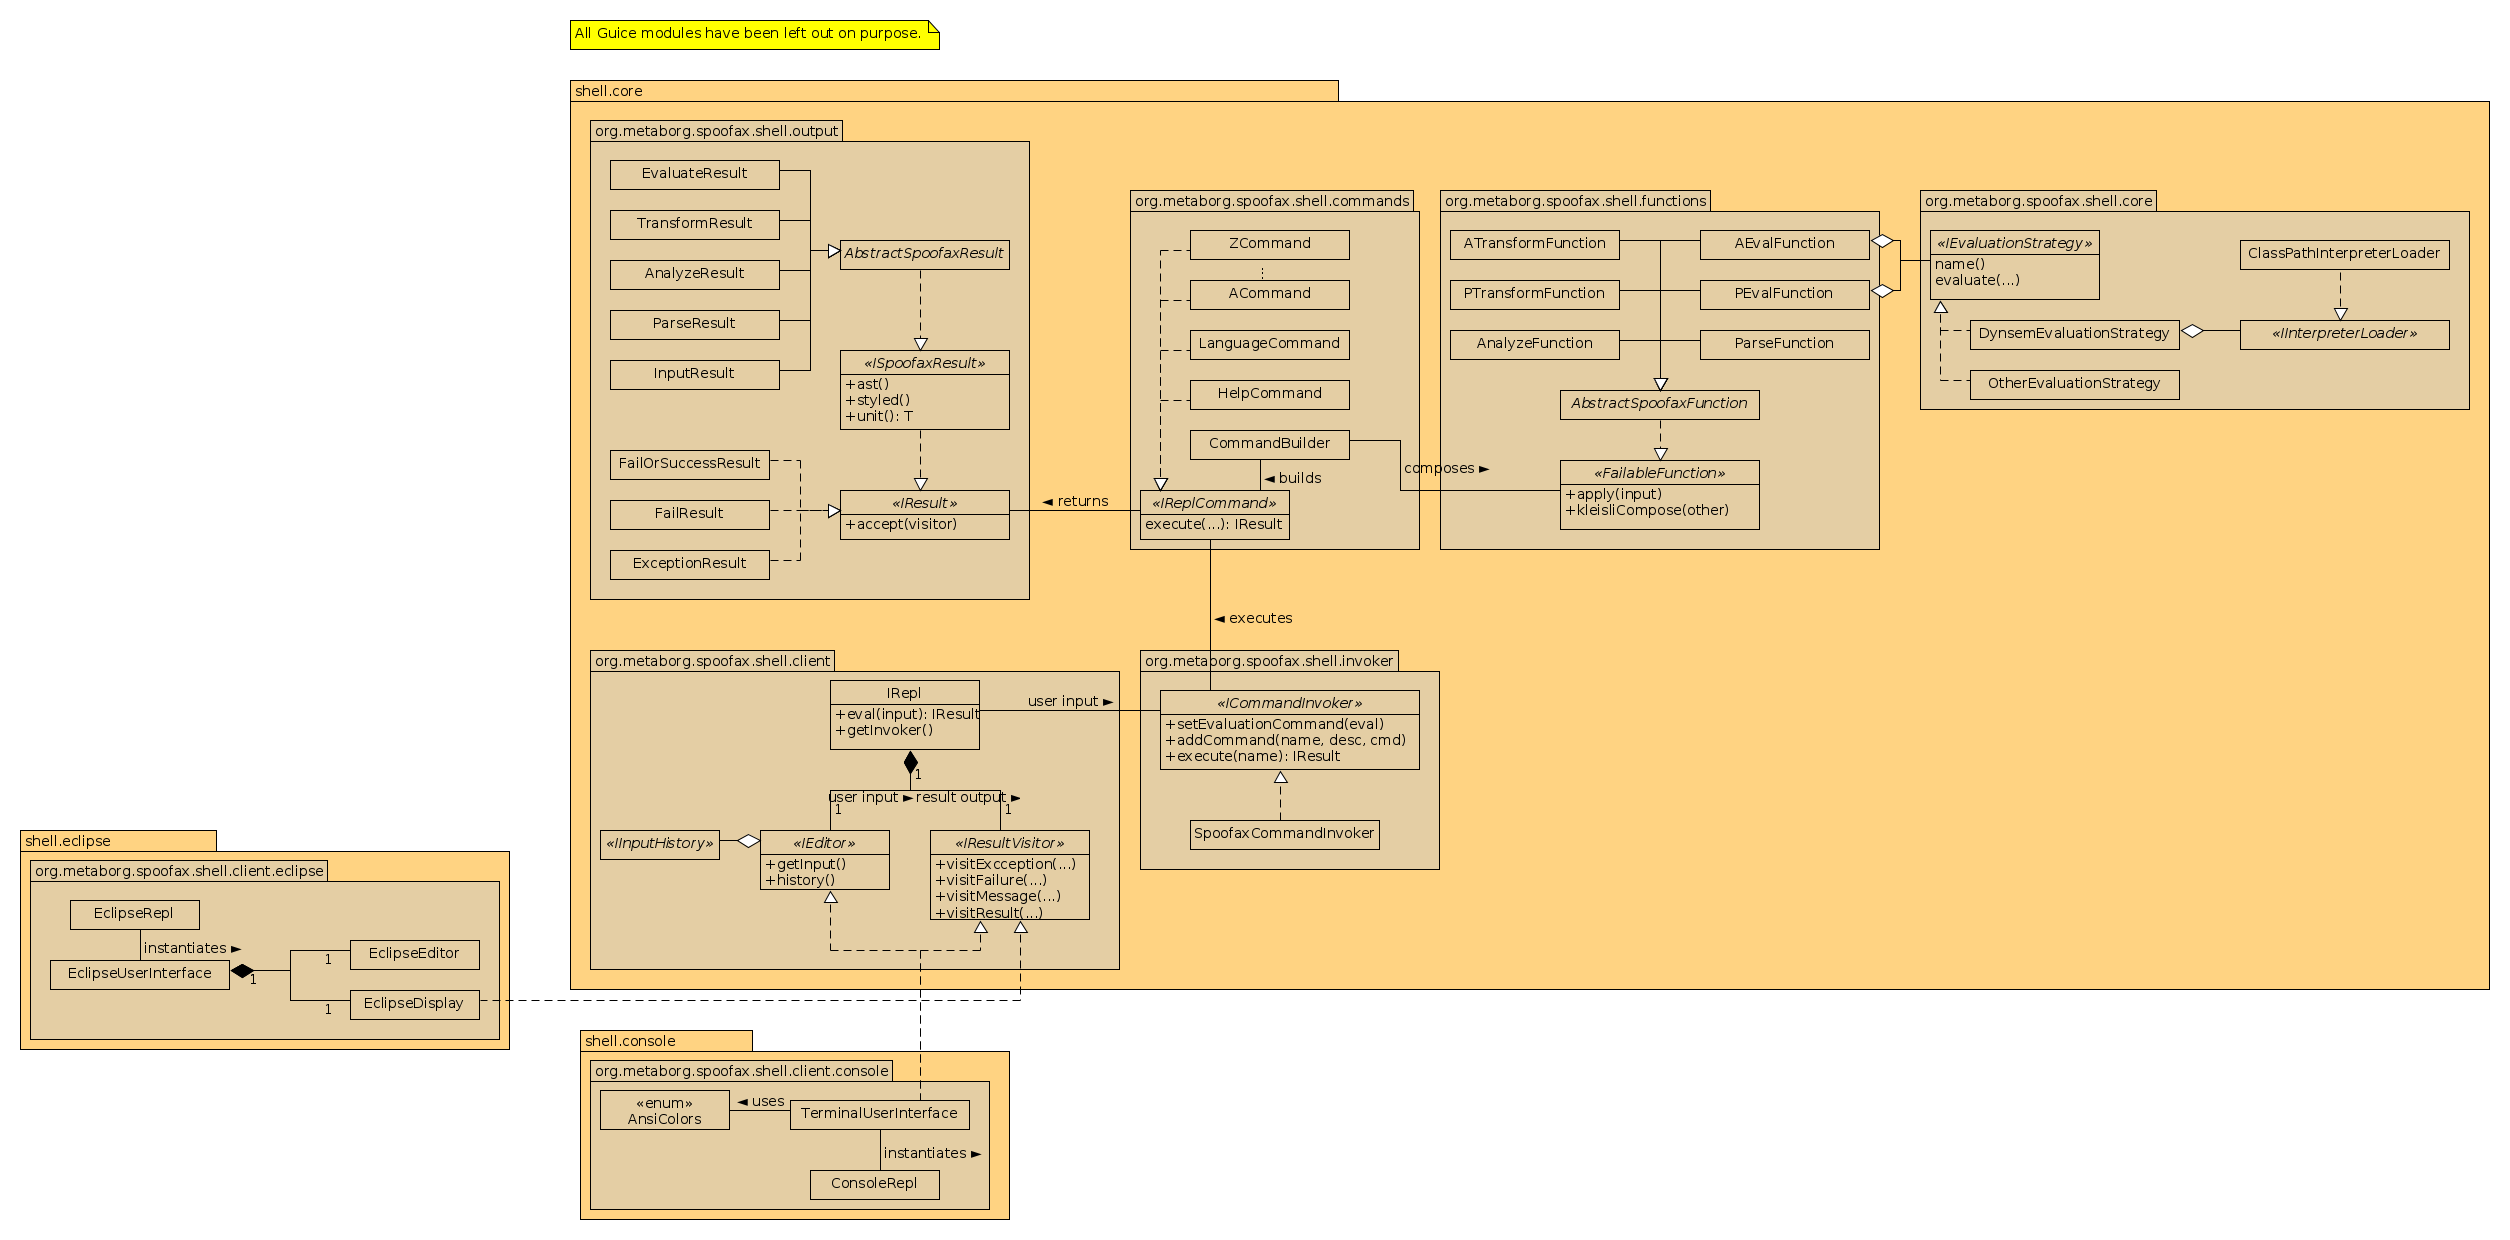 All Guice modules have been left out on purpose.
shell.core
org.metaborg.spoofax.shell.output
EvaluateResult
TransformResult
AnalyzeResult
ParseResult
InputResult
AbstractSpoofaxResult
«ISpoofaxResult»
+ast()
+styled()
+unit(): T
FailOrSuccessResult
FailResult
ExceptionResult
«IResult»
+accept(visitor)
◄ returns
org.metaborg.spoofax.shell.commands
ZCommand
⋮
ACommand
LanguageCommand
HelpCommand
CommandBuilder
◄ builds
«IReplCommand»
execute(...): IResult
composes ►
org.metaborg.spoofax.shell.functions
ATransformFunction
AEvalFunction
PTransformFunction
PEvalFunction
AnalyzeFunction
ParseFunction
AbstractSpoofaxFunction
«FailableFunction»
+apply(input)
+kleisliCompose(other)
org.metaborg.spoofax.shell.core
«IEvaluationStrategy»
name()
evaluate(...)
ClassPathInterpreterLoader
DynsemEvaluationStrategy
«IInterpreterLoader»
OtherEvaluationStrategy
◄ executes
org.metaborg.spoofax.shell.client
IRepl
+eval(input): IResult
+getInvoker()
user input ►
1
user input ►
result output ►
1
1
«IInputHistory»
«IEditor»
+getInput()
+history()
«IResultVisitor»
+visitExcception(...)
+visitFailure(...)
+visitMessage(...)
+visitResult(...)
org.metaborg.spoofax.shell.invoker
«ICommandInvoker»
+setEvaluationCommand(eval)
+addCommand(name, desc, cmd)
+execute(name): IResult
SpoofaxCommandInvoker
shell.eclipse
org.metaborg.spoofax.shell.client.eclipse
EclipseRepl
instantiates ►
EclipseUserInterface
1
1
EclipseEditor
1
EclipseDisplay
shell.console
org.metaborg.spoofax.shell.client.console
«enum»
AnsiColors
◄ uses
TerminalUserInterface
instantiates ►
ConsoleRepl